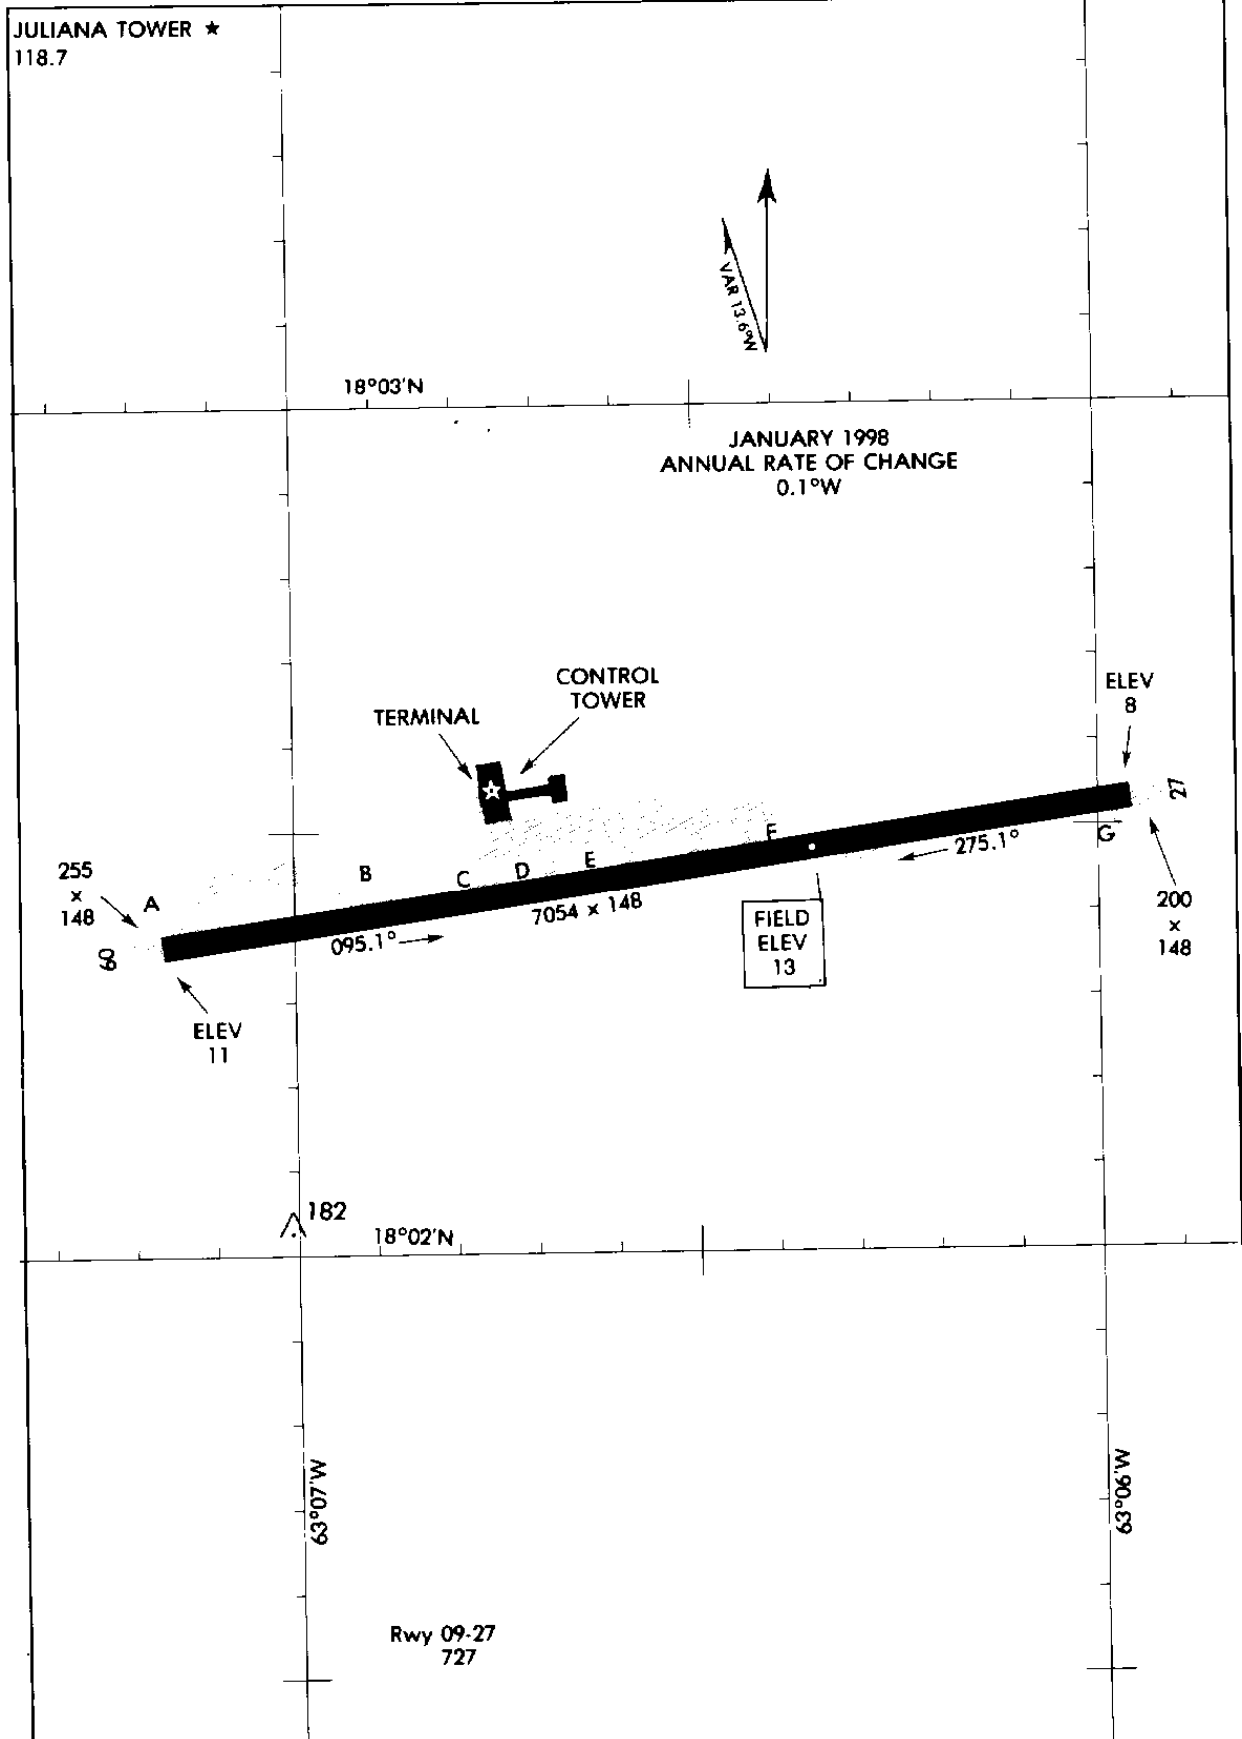 JULIANA TOWER ★
118.7
VAR 13.6°W
18°03'N
JANUARY 1998
ANNUAL RATE OF CHANGE
0.1°W
CONTROL
TOWER
TERMINAL
ELEV
8
27
F
G
275.1°
255
x
148
A
B
C
D
E
7054 x 148
095.1°
09
FIELD
ELEV
13
200
x
148
ELEV
11
182
18°02'N
63°07'W
63°06'W
Rwy 09-27
727